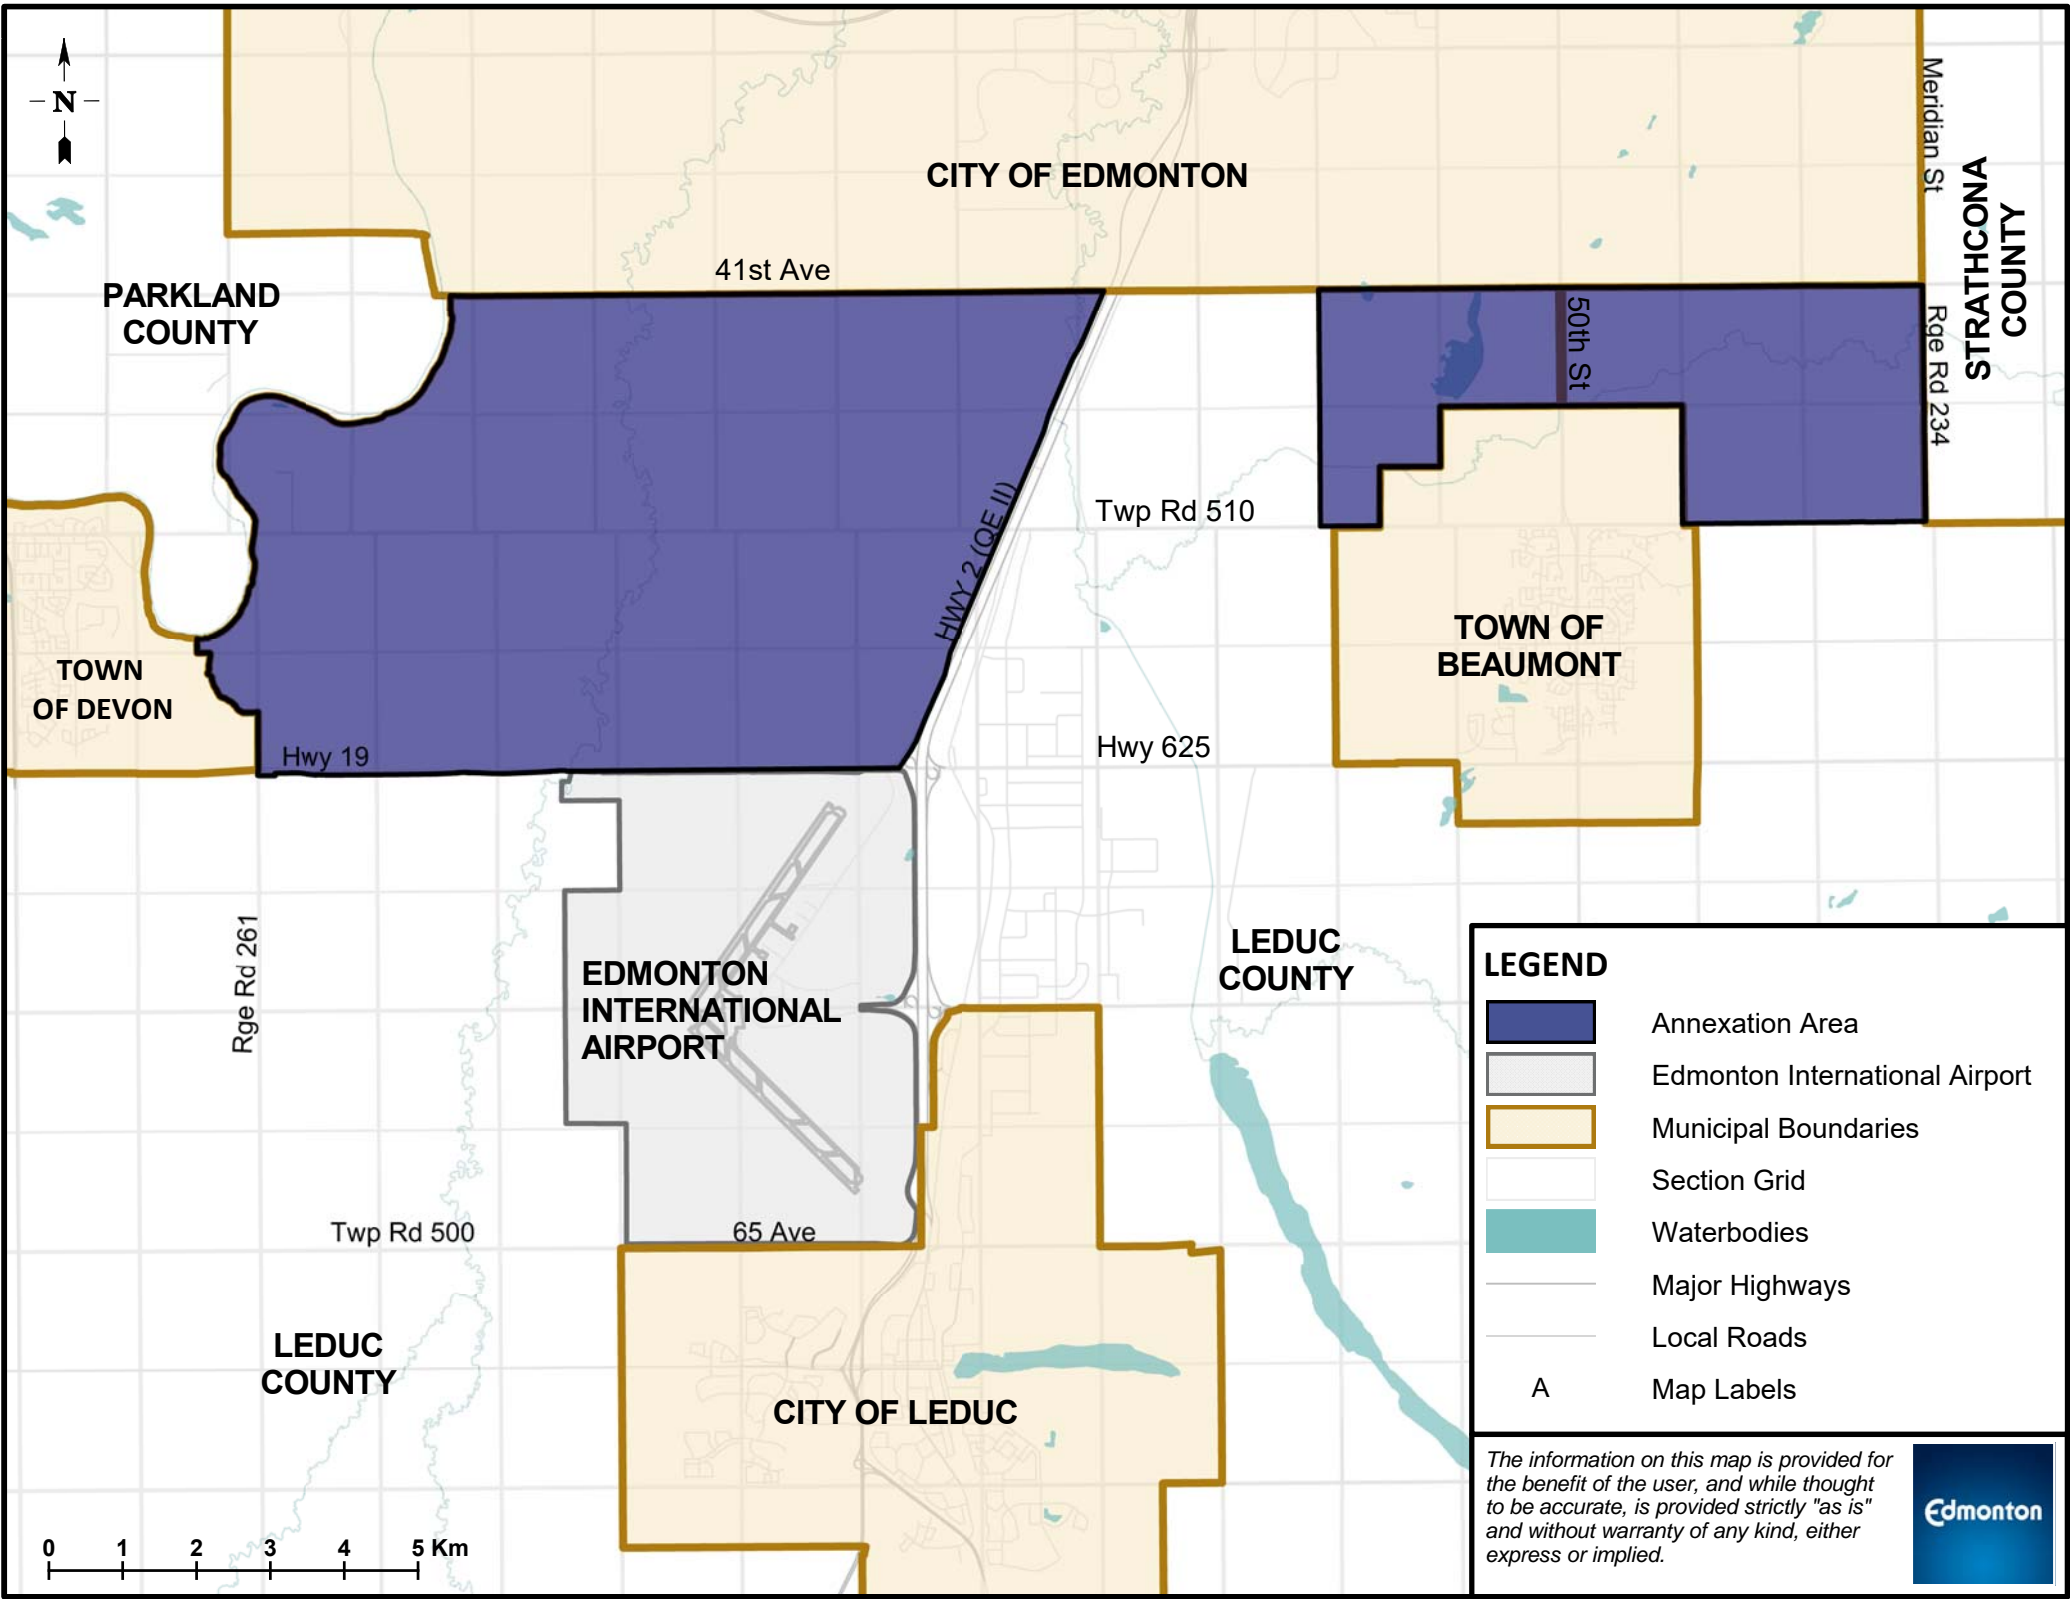 N
CITY OF EDMONTON
Meridian St
STRATHCONA
COUNTY
41st Ave
PARKLAND
COUNTY
50th St
Rge Rd 234
HWY 2 (QE II)
Twp Rd 510
TOWN OF
BEAUMONT
TOWN
OF DEVON
Hwy 19
Hwy 625
Rge Rd 261
EDMONTON
INTERNATIONAL
AIRPORT
LEDUC
COUNTY
Twp Rd 500
65 Ave
LEDUC
COUNTY
CITY OF LEDUC
0 1 2 3 4 5 Km
LEGEND
Annexation Area
Edmonton International Airport
Municipal Boundaries
Section Grid
Waterbodies
Major Highways
Local Roads
A Map Labels
The information on this map is provided for
the benefit of the user, and while thought
to be accurate, is provided strictly "as is"
and without warranty of any kind, either
express or implied.
Edmonton